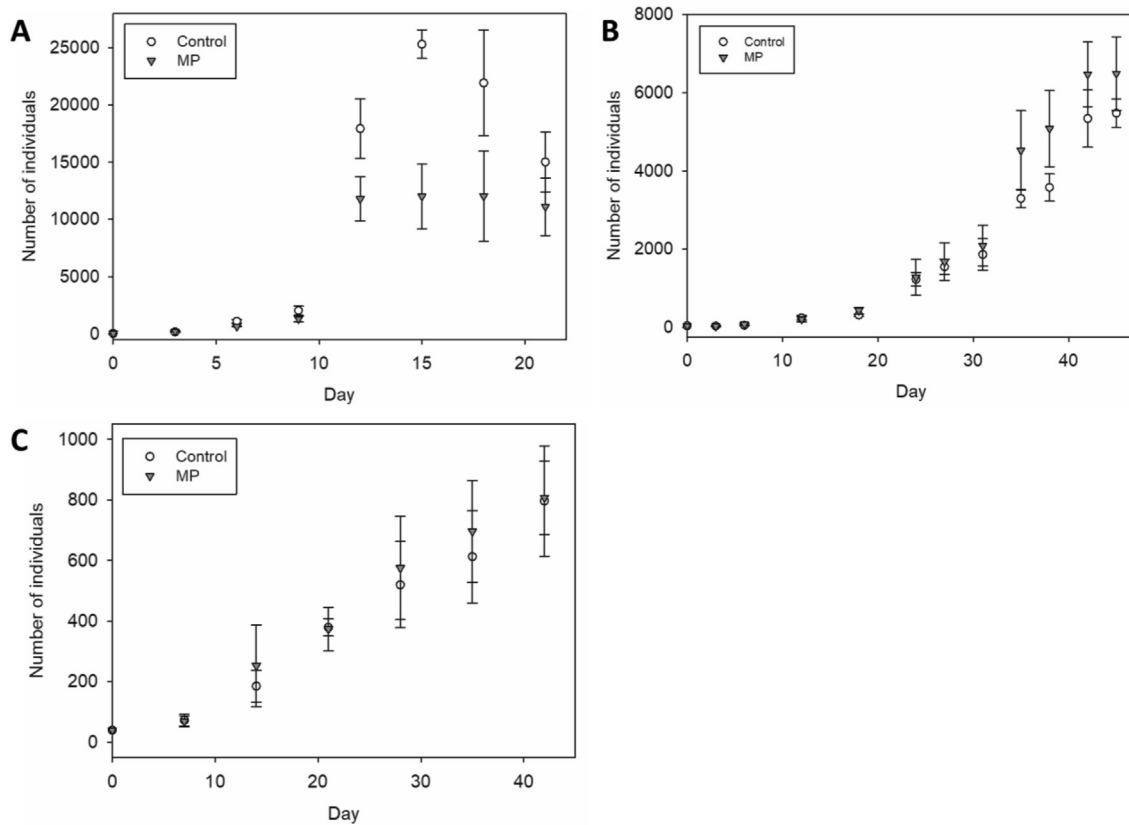 A
Control
MP
25000
20000
15000
10000
5000
0
Number of individuals
0 5 10 15 20
Day
B
Control
MP
8000
6000
4000
2000
0
Number of individuals
0 10 20 30 40
Day
C
Control
MP
1000
800
600
400
200
0
Number of individuals
0 10 20 30 40
Day